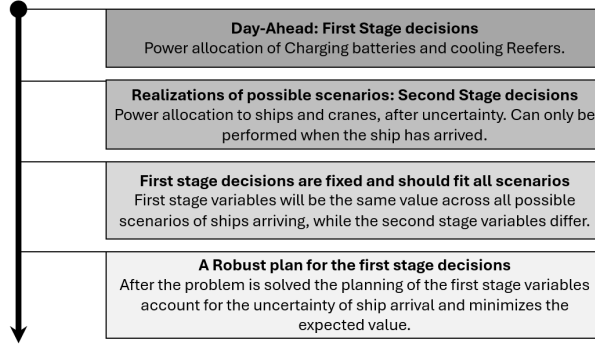 Day-Ahead: First Stage decisions
Power allocation of Charging batteries and cooling Reefers.
Realizations of possible scenarios: Second Stage decisions
Power allocation to ships and cranes, after uncertainty. Can only be
performed when the ship has arrived.
First stage decisions are fixed and should fit all scenarios
First stage variables will be the same value across all possible
scenarios of ships arriving, while the second stage variables differ.
A Robust plan for the first stage decisions
After the problem is solved the planning of the first stage variables
account for the uncertainty of ship arrival and minimizes the
expected value.